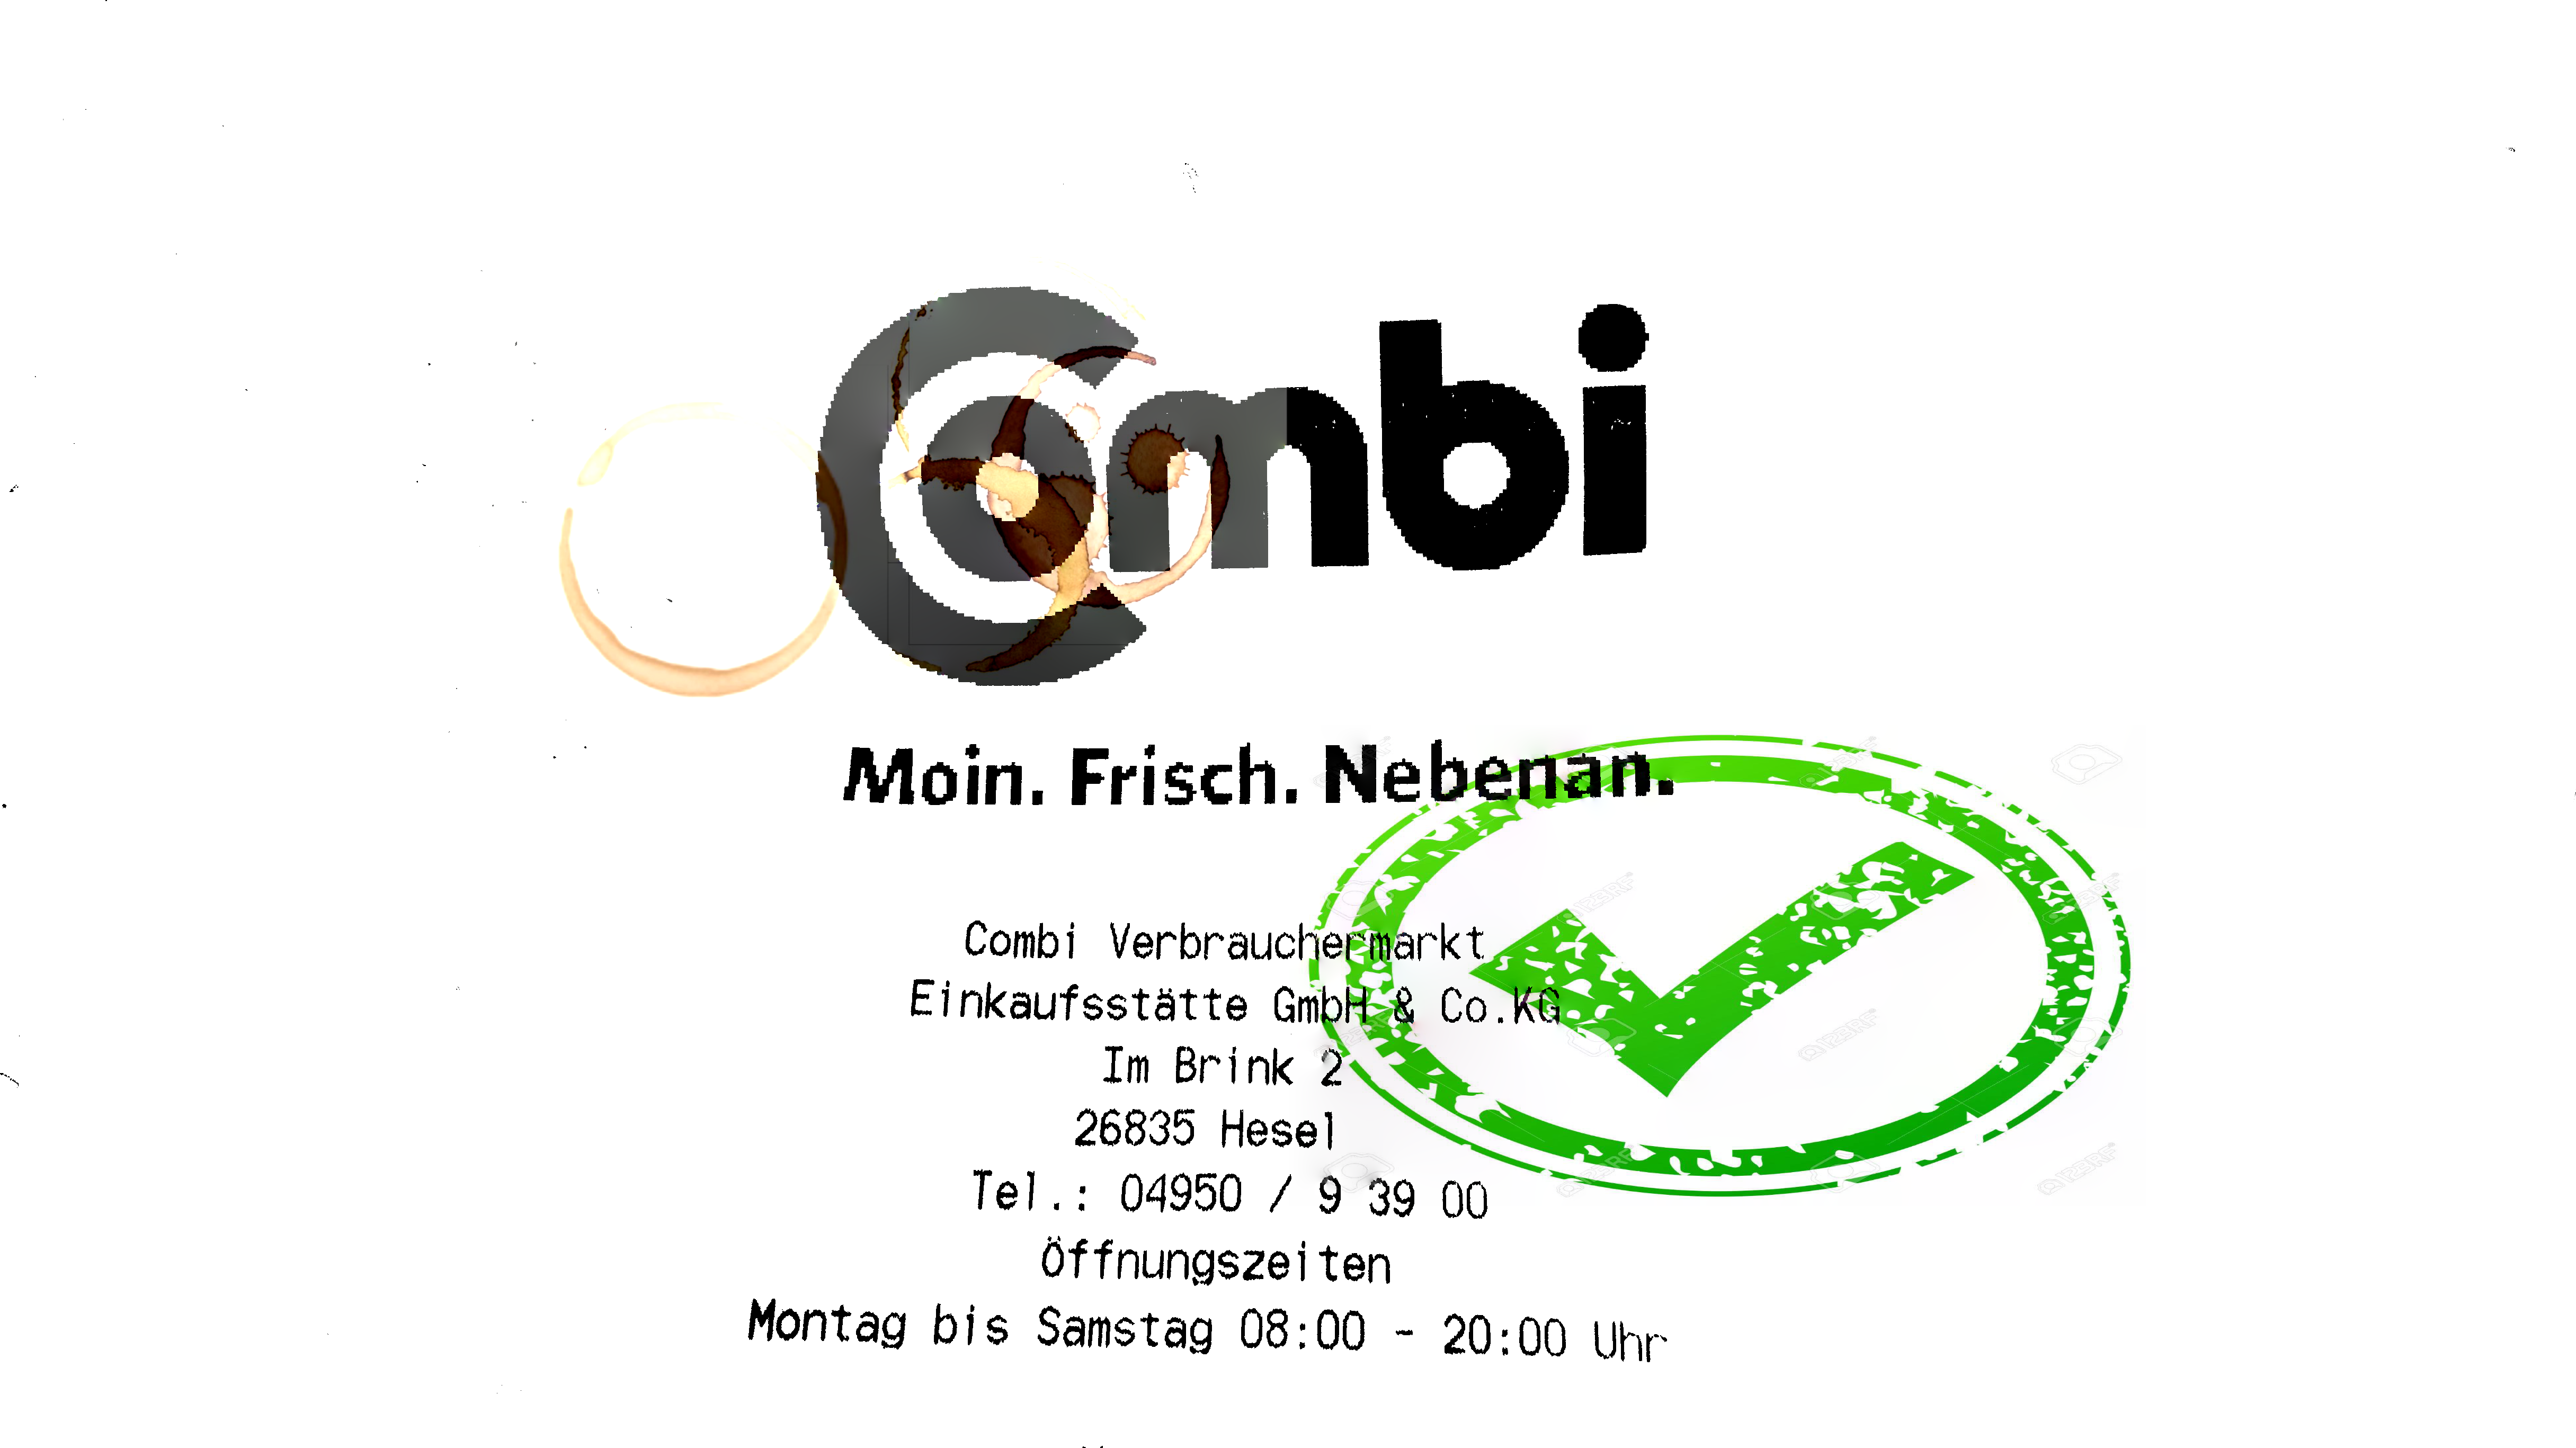 Combi
Moin. Frisch. Nebenan.
Combi Verbrauchermarkt
Einkaufsstätte GmbH & Co.KG
Im Brink 2
26835 Hesel
Tel.: 04950 / 9 39 00
Öffnungszeiten
Montag bis Samstag 08:00 - 20:00 Uhr